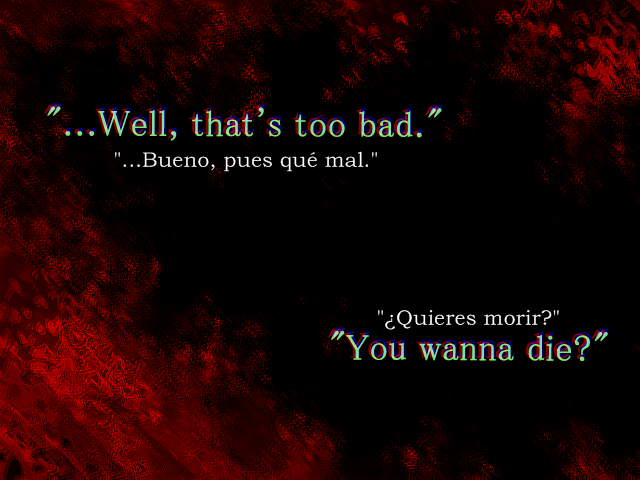 "...Well, that's too bad."
"...Bueno, pues qué mal."
"¿Quieres morir?"
"You wanna die?"